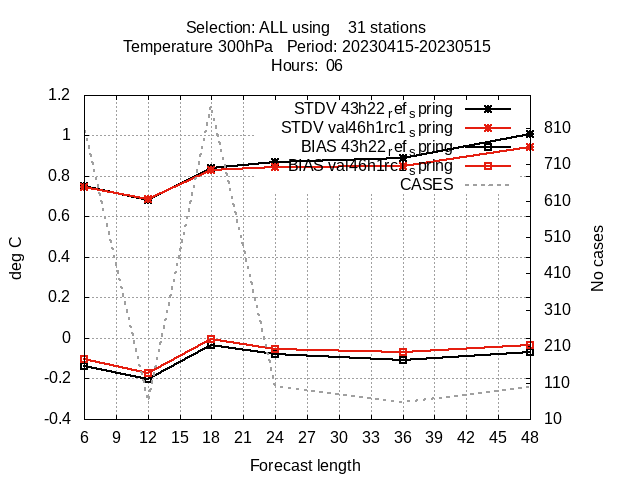 Selection: ALL using    31 stations
Temperature 300hPa   Period: 20230415-20230515
Hours:  06
STDV 43h22ref_spring
STDV val46h1rc1_spring
BIAS 43h22ref_spring
BIAS val46h1rc1_spring
CASES
1.2
1
0.8
0.6
0.4
0.2
0
-0.2
-0.4
deg C
810
710
610
510
410
310
210
110
10
No cases
6 9 12 15 18 21 24 27 30 33 36 39 42 45 48
Forecast length